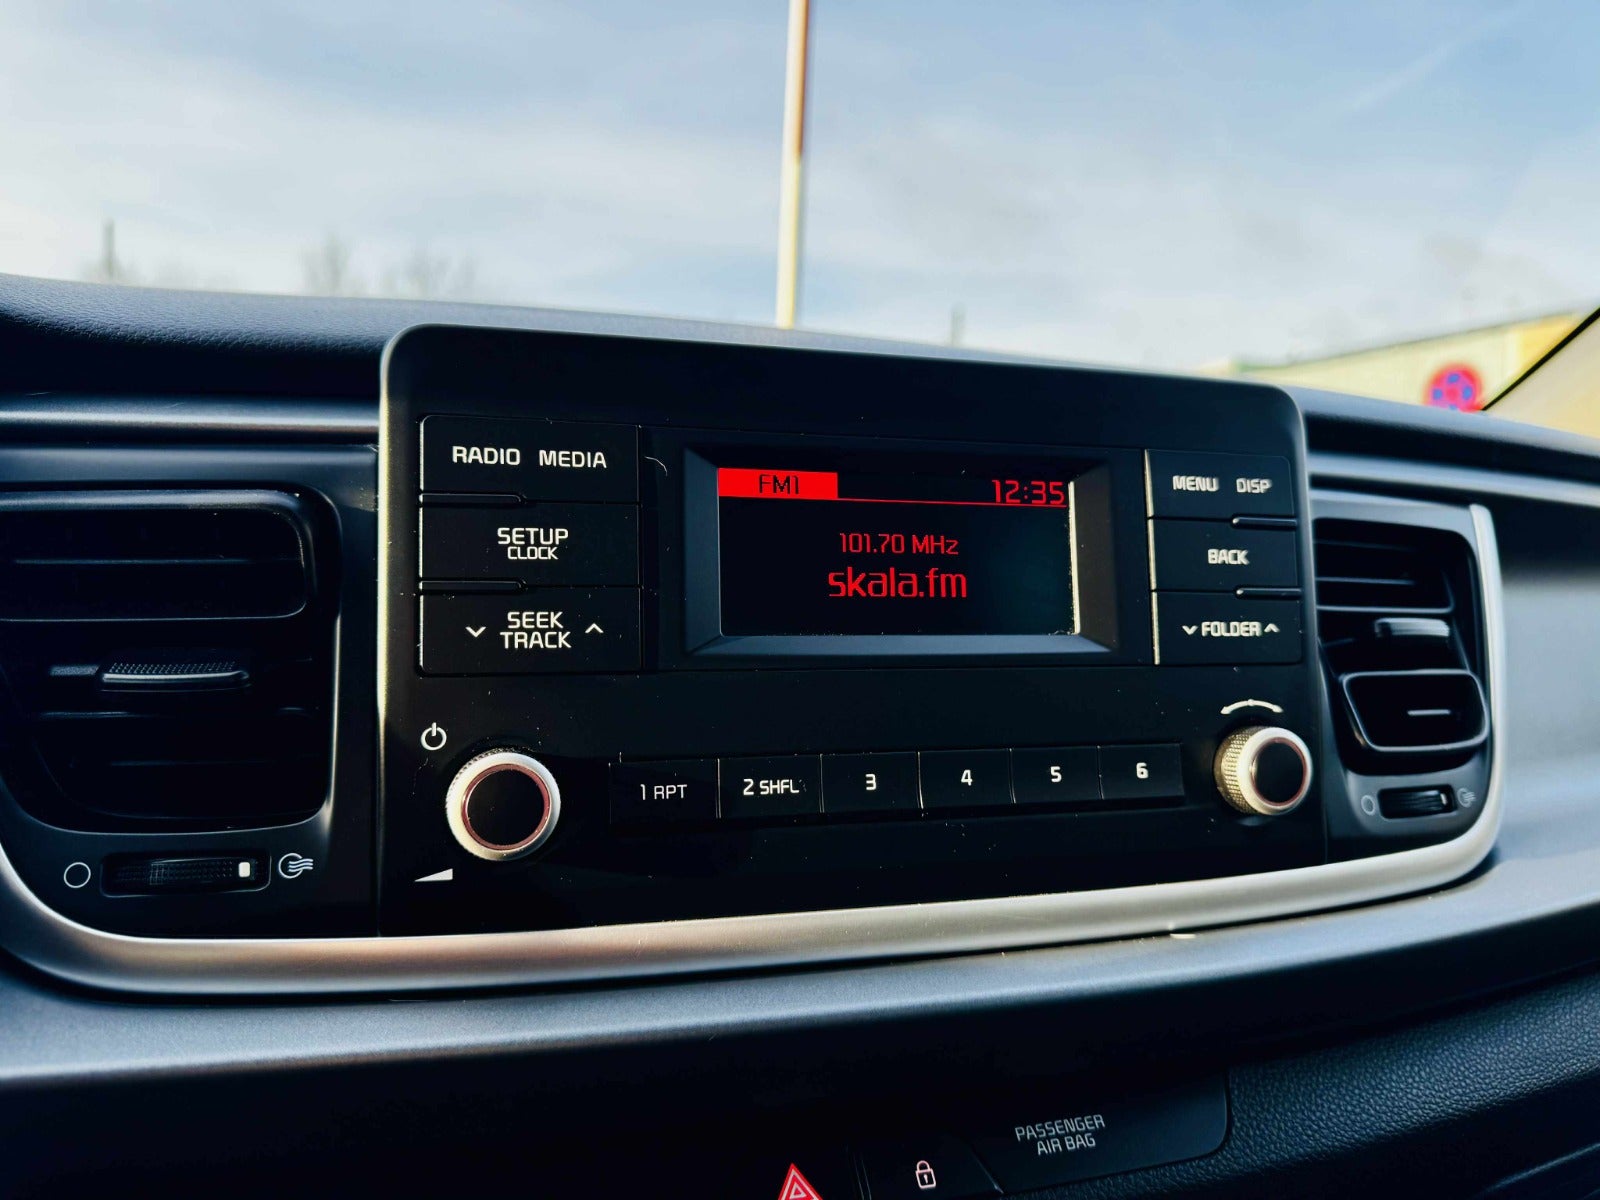 RADIO MEDIA
SETUP
CLOCK
SEEK
TRACK
FM1 12:35
101.70 MHz
skala.fm
MENU DISP
BACK
FOLDER
1 RPT 2 SHFL 3 4 5 6
PASSENGER
AIR BAG